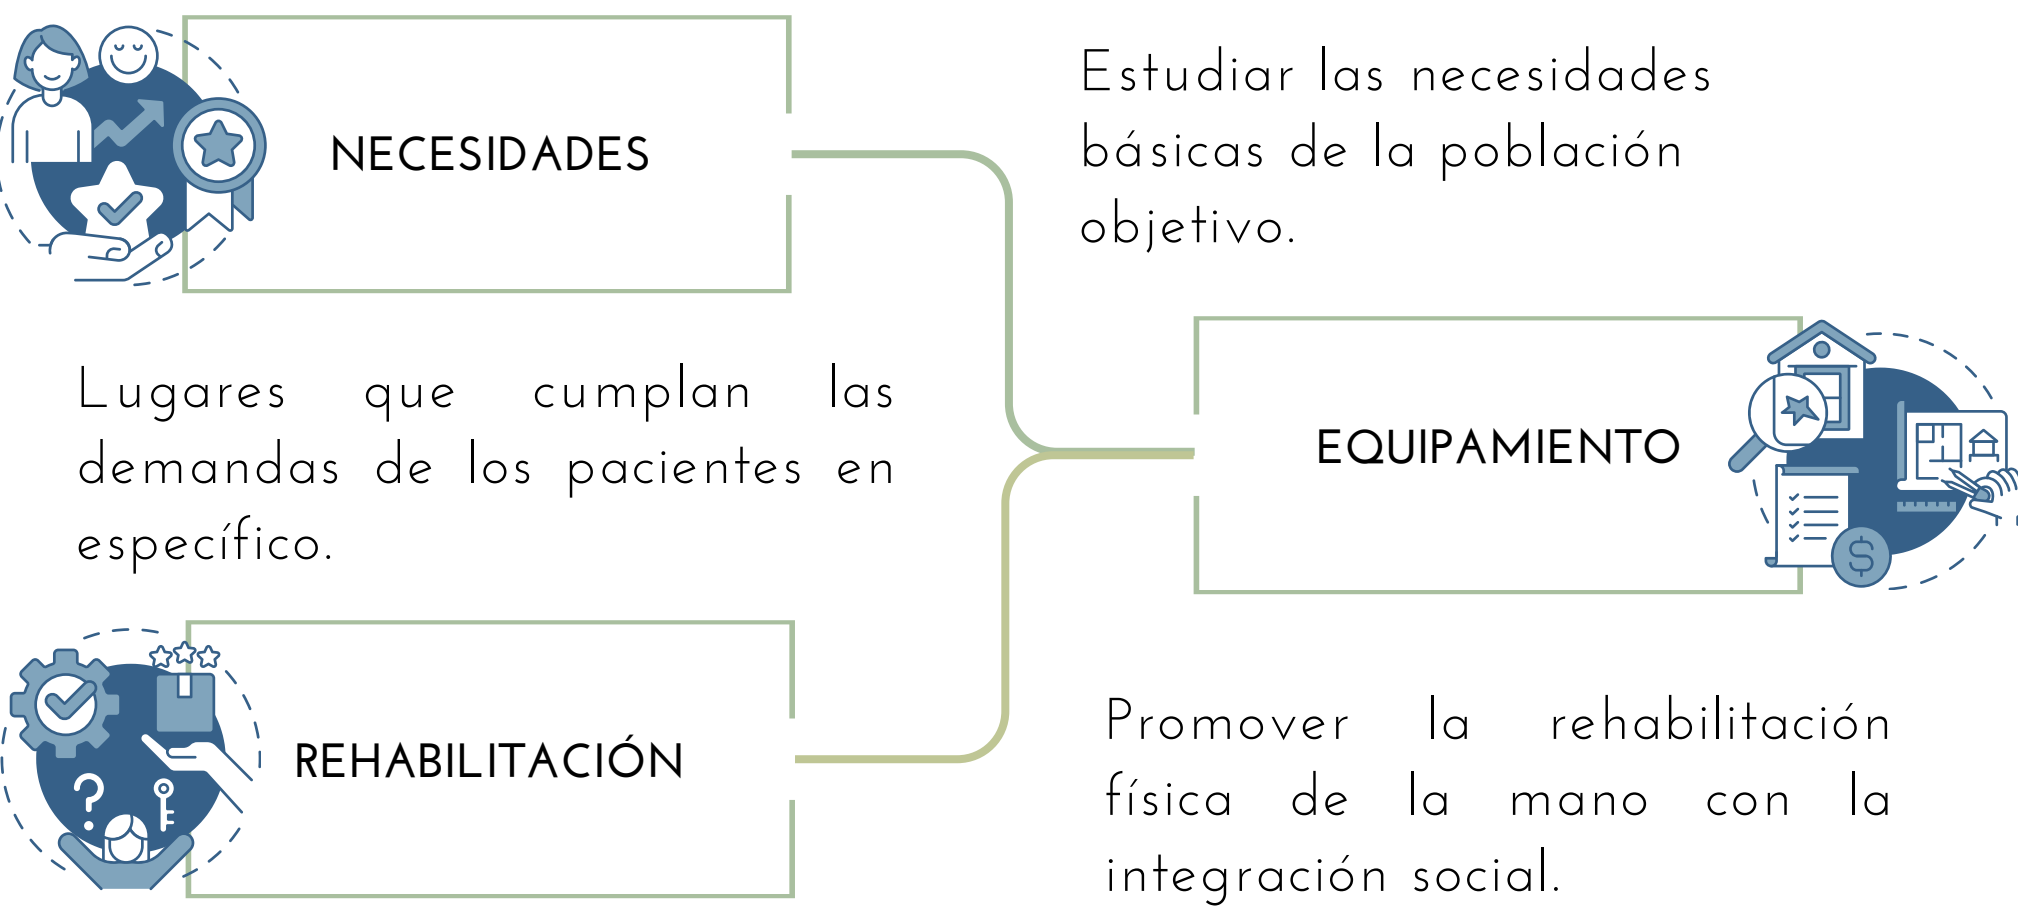 NECESIDADES
Estudiar las necesidades
básicas de la población
objetivo.
Lugares que cumplan las
demandas de los pacientes en
específico.
EQUIPAMIENTO
$
REHABILITACIÓN
?
Promover la rehabilitación
física de la mano con la
integración social.